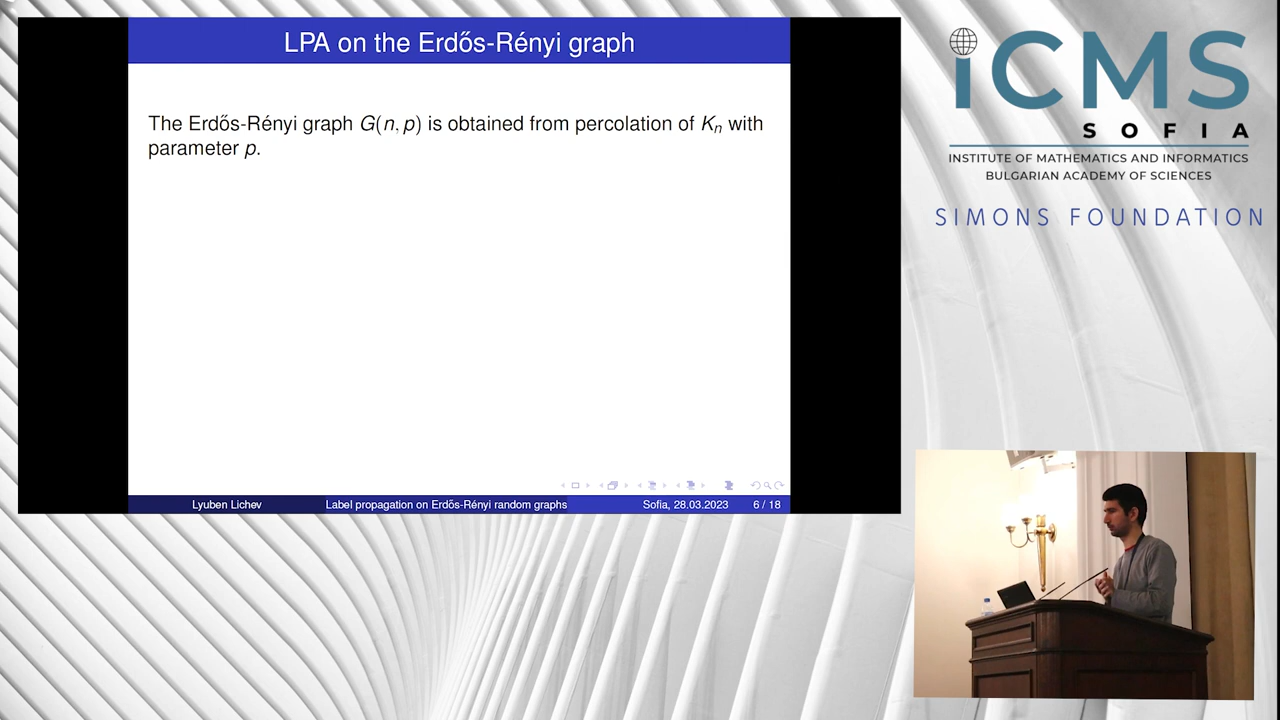 LPA on the Erdős-Rényi graph
The Erdős-Rényi graph G(n, p) is obtained from percolation of Kn with
parameter p.
Lyuben Lichev
Label propagation on Erdős-Rényi random graphs
Sofia, 28.03.2023
6 / 18
iCMS
SOFIA
INSTITUTE OF MATHEMATICS AND INFORMATICS
BULGARIAN ACADEMY OF SCIENCES
SIMONS FOUNDATION